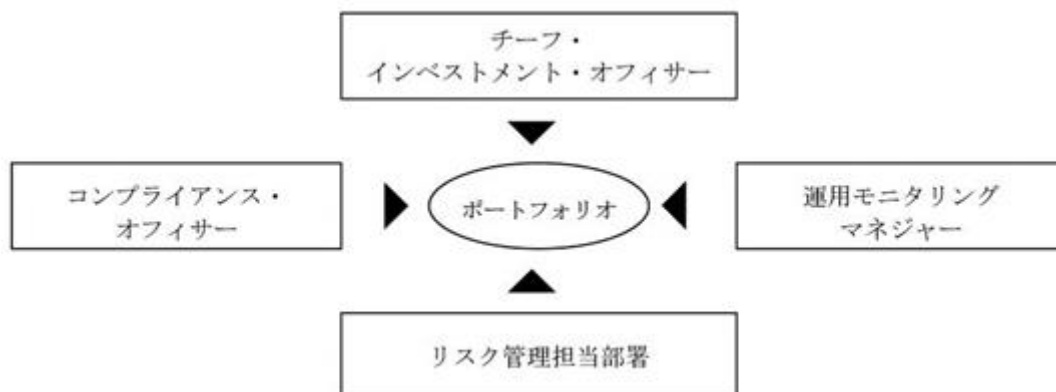 チーフ・
インベストメント・オフィサー
コンプライアンス・
オフィサー
ポートフォリオ
運用モニタリング
マネジャー
リスク管理担当部署